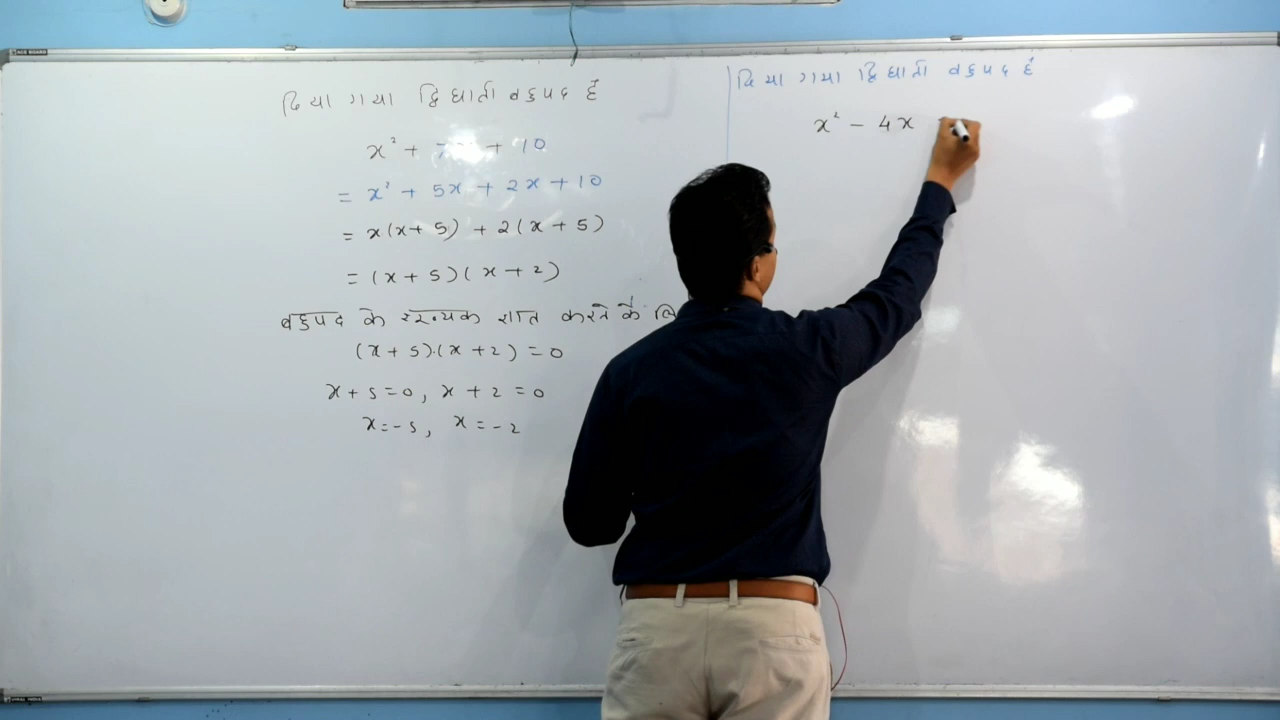 दिया गया द्विघाती बहुपद है
x² + + 10
= x² + 5x + 2x + 10
= x(x+5) + 2(x+5)
= (x+5)(x+2)
बहुपद के शून्यक ज्ञात करने के लि
(x+5).(x+2) = 0
x+5=0, x+2=0
x=-5, x=-2
दिया गया द्विघाती बहुपद है
x² - 4x